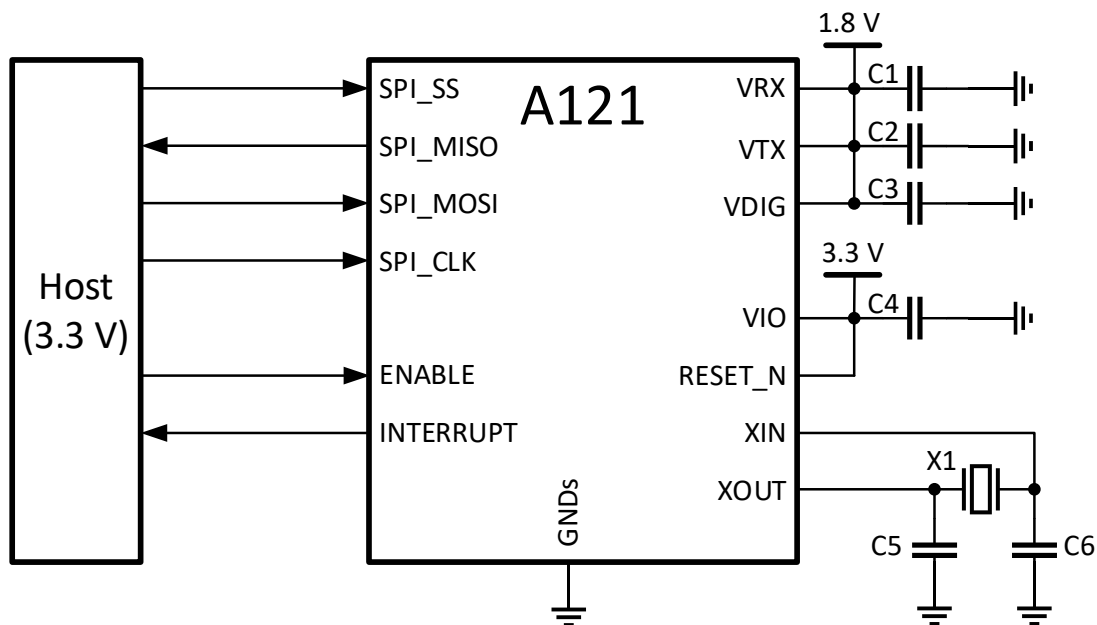 1.8 V
SPI_SS
A121
VRX
C1
SPI_MISO
VTX
C2
SPI_MOSI
VDIG
C3
SPI_CLK
3.3 V
Host
(3.3 V)
VIO
C4
ENABLE
RESET_N
INTERRUPT
XIN
X1
XOUT
GNDs
C5
C6